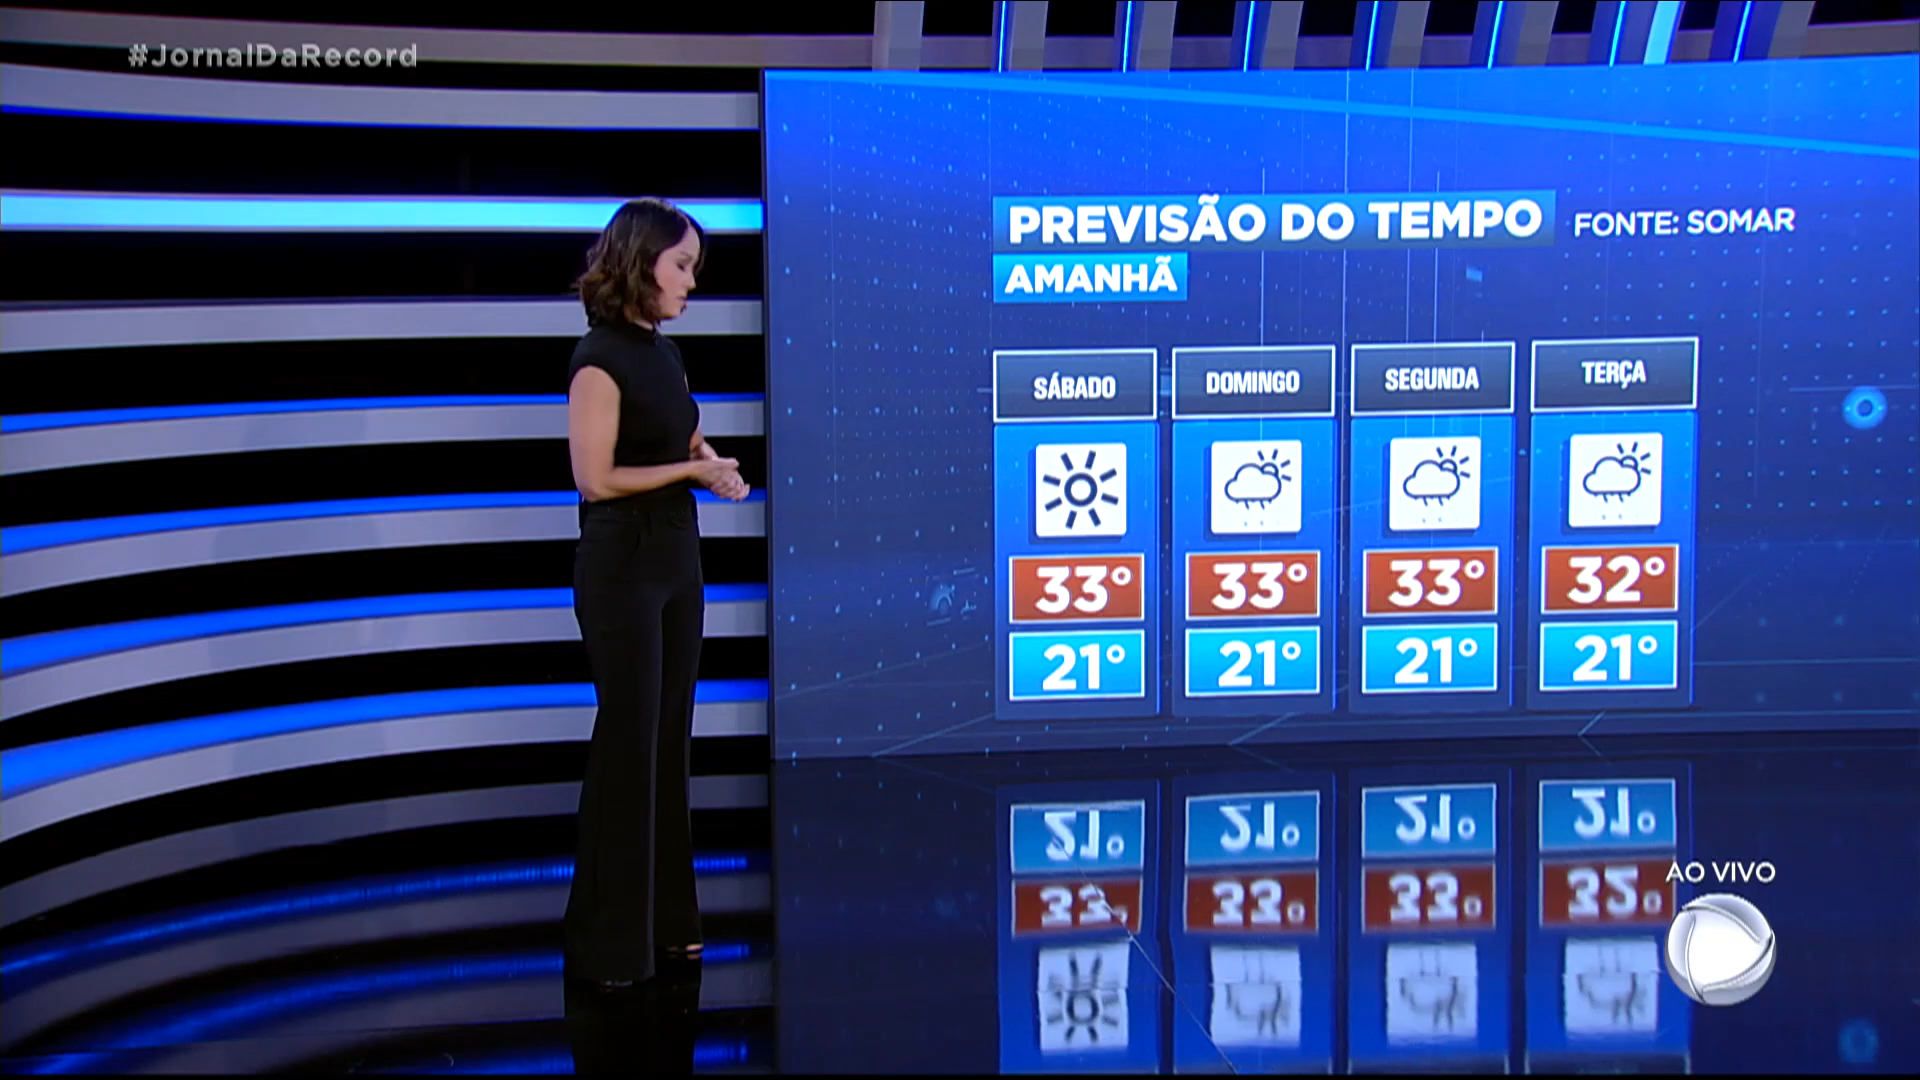 #JornalDaRecord
PREVISÃO DO TEMPO FONTE: SOMAR
AMANHÃ
SÁBADO DOMINGO SEGUNDA TERÇA
33° 33° 33° 32°
21° 21° 21° 21°
AO VIVO